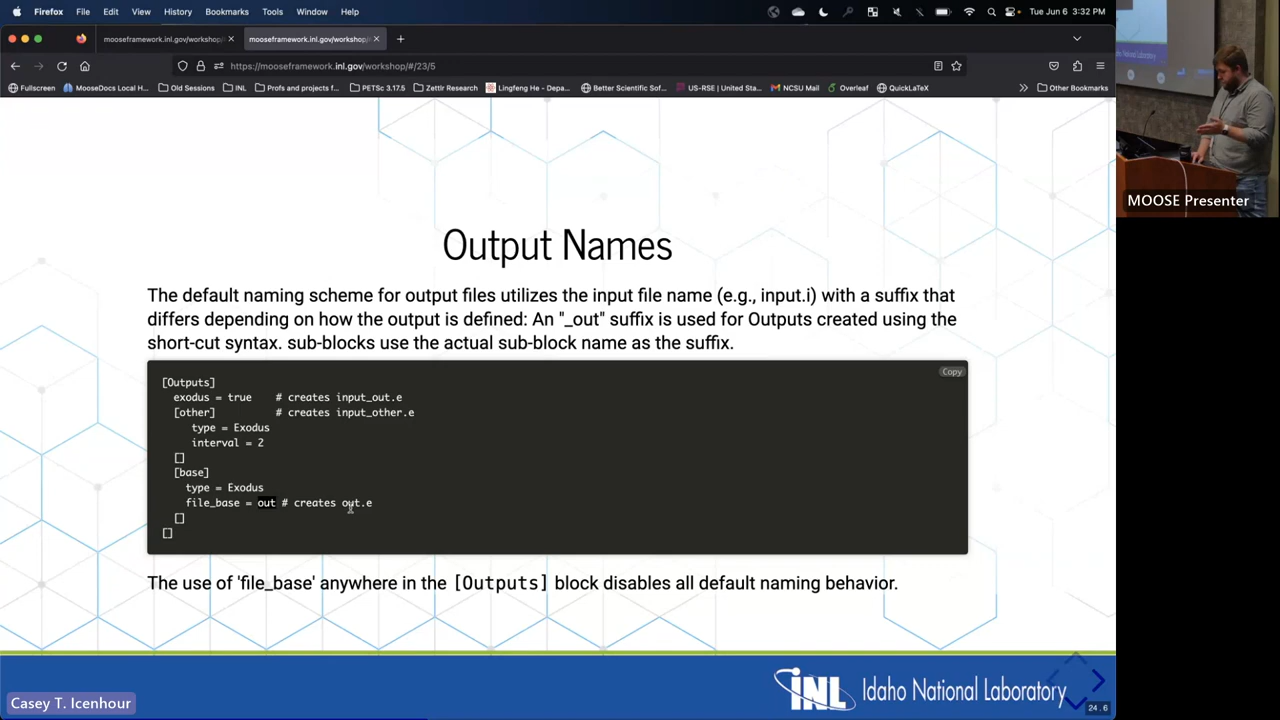 Firefox File Edit View History Bookmarks Tools Window Help Tue Jun 6 3:32 PM
mooseframework.inl.gov/workshop/ mooseframework.inl.gov/workshop/
https://mooseframework.inl.gov/workshop/#/23/5
Fullscreen MooseDocs Local H... Old Sessions INL Profs and projects f... PETSc 3.17.5 Zettlr Research Lingfeng He - Depa... Better Scientific Sof... US-RSE | United Sta... NCSU Mail Overleaf QuickLaTeX Other Bookmarks
MOOSE Presenter
Output Names
The default naming scheme for output files utilizes the input file name (e.g., input.i) with a suffix that
differs depending on how the output is defined: An "_out" suffix is used for Outputs created using the
short-cut syntax. sub-blocks use the actual sub-block name as the suffix.
Copy
[Outputs]
exodus = true # creates input_out.e
[other] # creates input_other.e
type = Exodus
interval = 2
[]
[base]
type = Exodus
file_base = out # creates out.e
[]
[]
The use of 'file_base' anywhere in the [Outputs] block disables all default naming behavior.
INL Idaho National Laboratory
Casey T. Icenhour
24.6